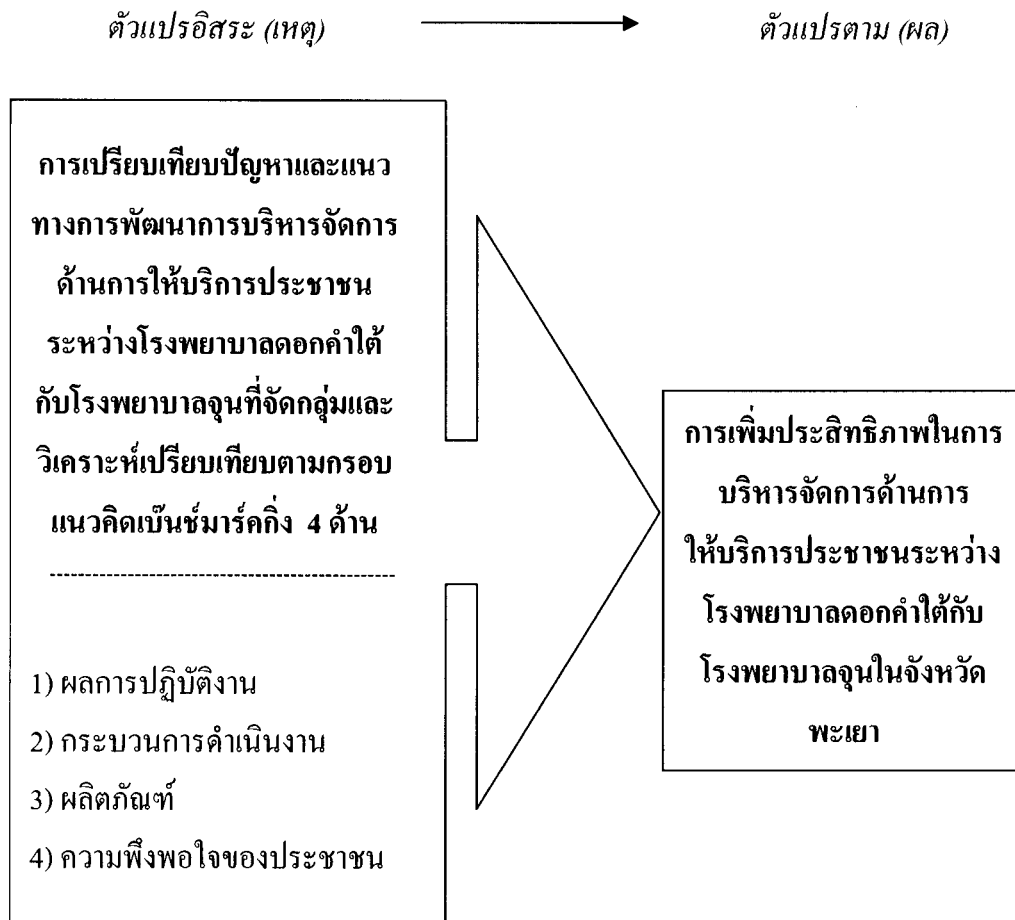 ตัวแปรอิสระ (เหตุ)
ตัวแปรตาม (ผล)
การเปรียบเทียบปัญหาและแนว
ทางการพัฒนาการบริหารจัดการ
ด้านการให้บริการประชาชน
ระหว่างโรงพยาบาลดอกคำใต้
กับโรงพยาบาลจุนที่จัดกลุ่มและ
วิเคราะห์เปรียบเทียบตามกรอบ
แนวคิดเบ๊นช์มาร์คกิ่ง 4 ด้าน
1) ผลการปฏิบัติงาน
2) กระบวนการดำเนินงาน
3) ผลิตภัณฑ์
4) ความพึงพอใจของประชาชน
การเพิ่มประสิทธิภาพในการ
บริหารจัดการด้านการ
ให้บริการประชาชนระหว่าง
โรงพยาบาลดอกคำใต้กับ
โรงพยาบาลจุนในจังหวัด
พะเยา